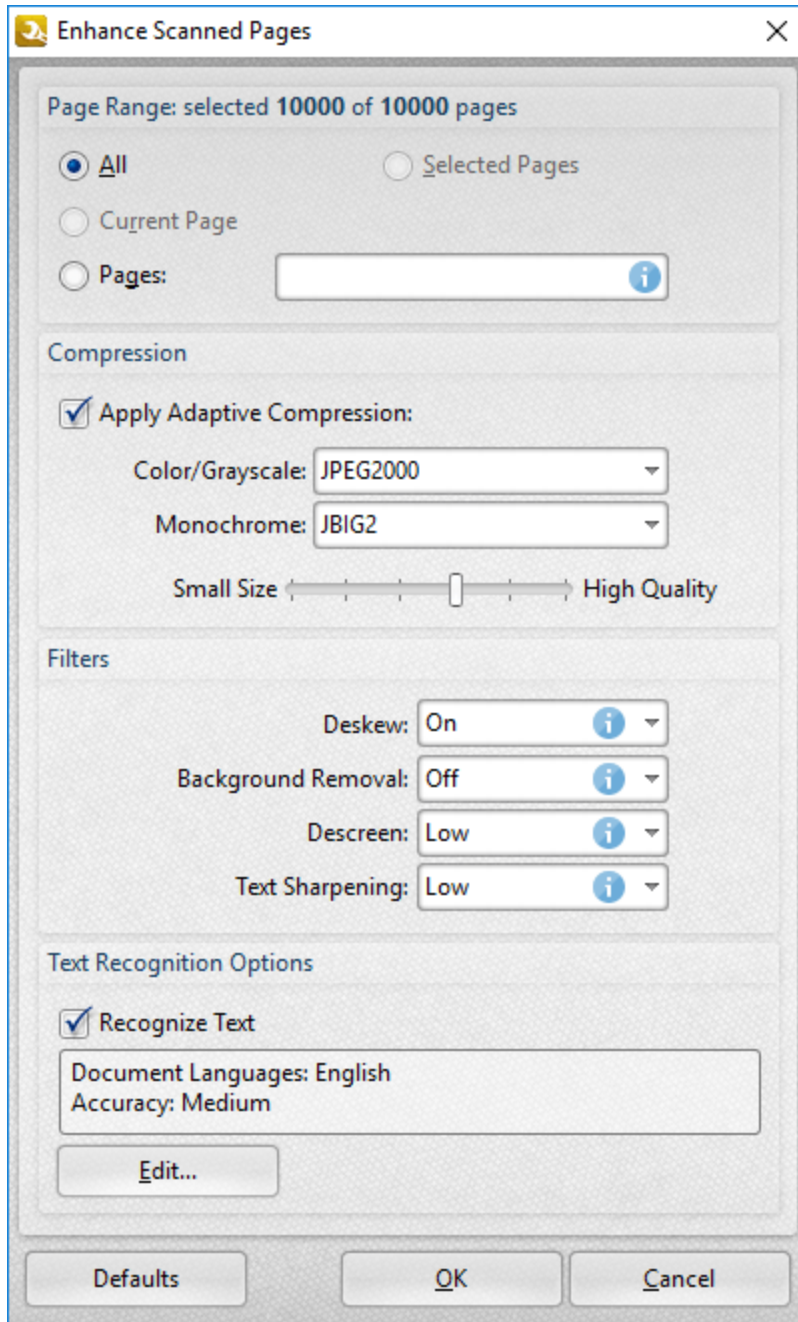 Enhance Scanned Pages
Page Range: selected 10000 of 10000 pages
All
Selected Pages
Current Page
Pages:
Compression
Apply Adaptive Compression:
Color/Grayscale: JPEG2000
Monochrome: JBIG2
Small Size High Quality
Filters
Deskew: On
Background Removal: Off
Descreen: Low
Text Sharpening: Low
Text Recognition Options
Recognize Text
Document Languages: English
Accuracy: Medium
Edit...
Defaults OK Cancel